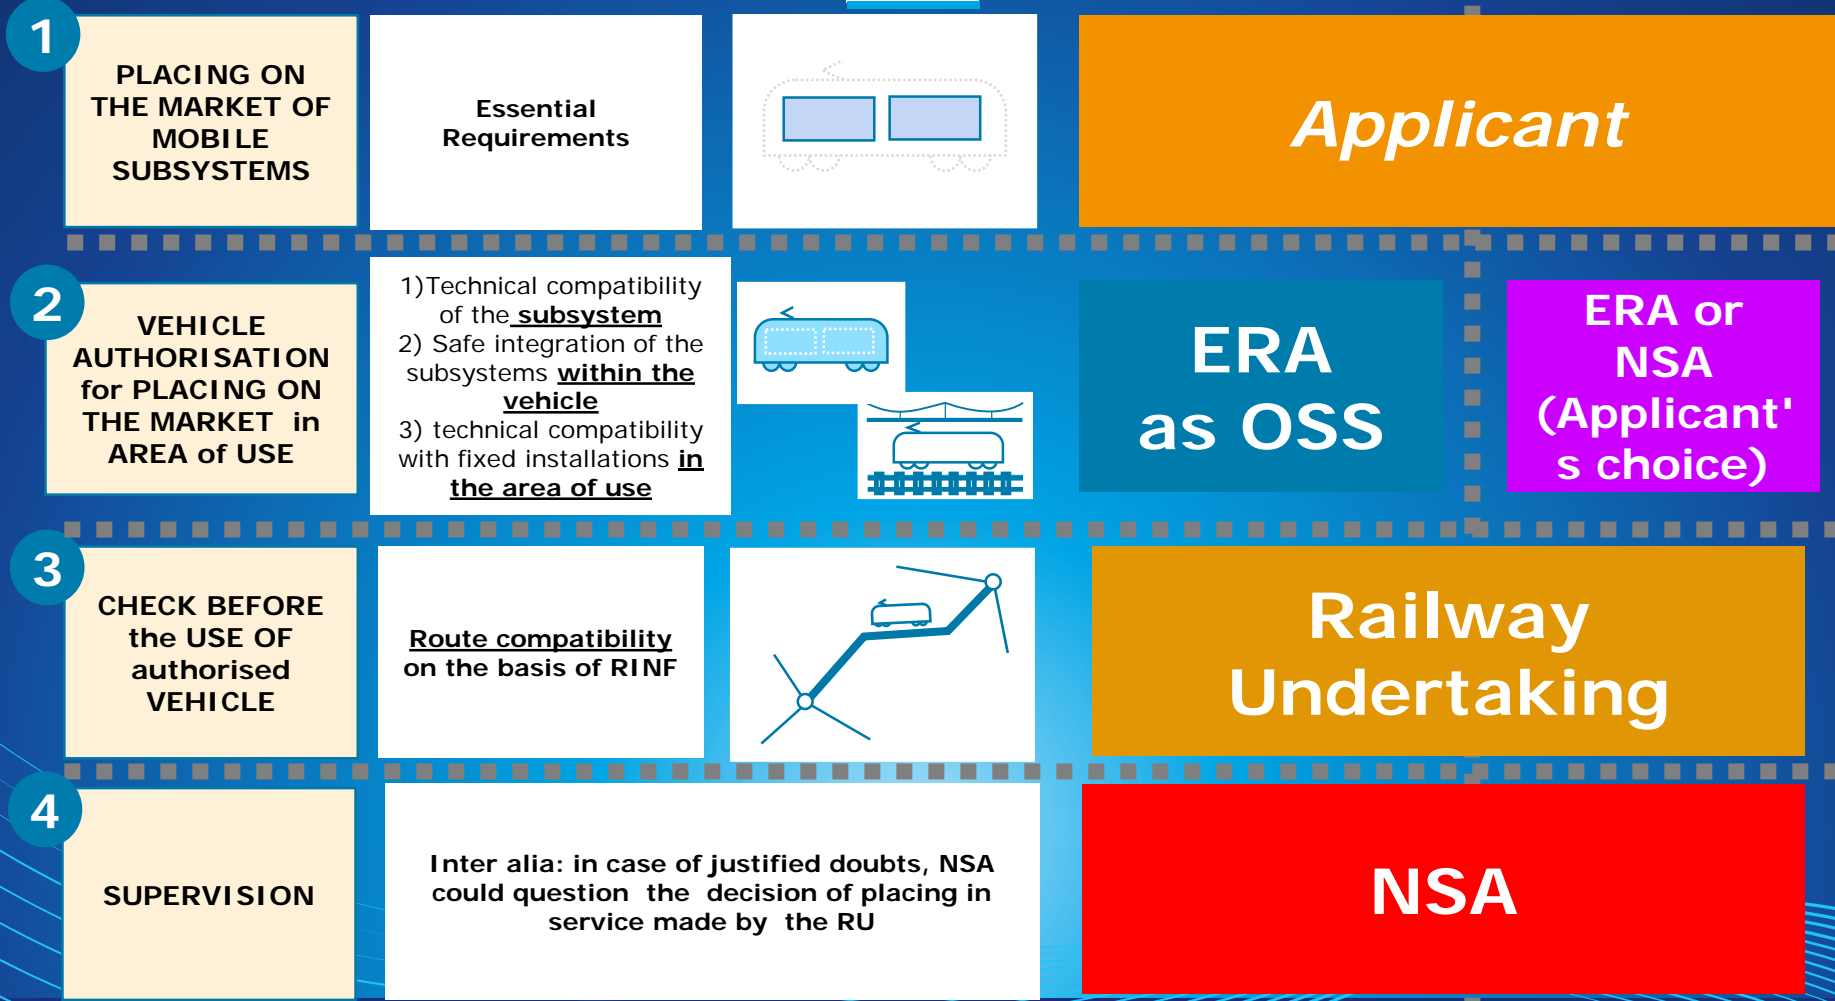 1
PLACING ON
THE MARKET OF
MOBILE
SUBSYSTEMS
Essential
Requirements
Applicant
2
VEHICLE
AUTHORISATION
for PLACING ON
THE MARKET in
AREA of USE
1)Technical compatibility
of the subsystem
2) Safe integration of the
subsystems within the
vehicle
3) technical compatibility
with fixed installations in
the area of use
ERA
as OSS
ERA or
NSA
(Applicant'
s choice)
3
CHECK BEFORE
the USE OF
authorised
VEHICLE
Route compatibility
on the basis of RINF
Railway
Undertaking
4
SUPERVISION
Inter alia: in case of justified doubts, NSA
could question the decision of placing in
service made by the RU
NSA